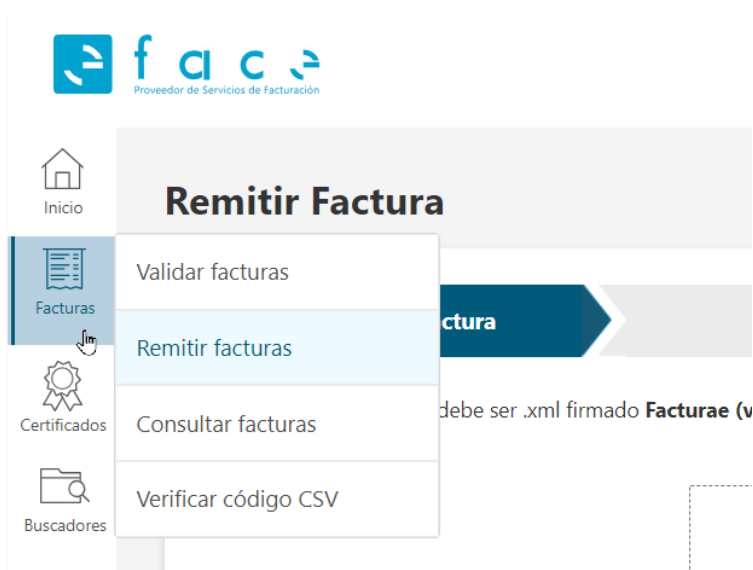 face
Proveedor de Servicios de Facturación
Inicio
Remitir Factura
Facturas
Validar facturas
Remitir facturas
Consultar facturas
Verificar código CSV
ctura
debe ser .xml firmado Facturae (v
Certificados
Buscadores